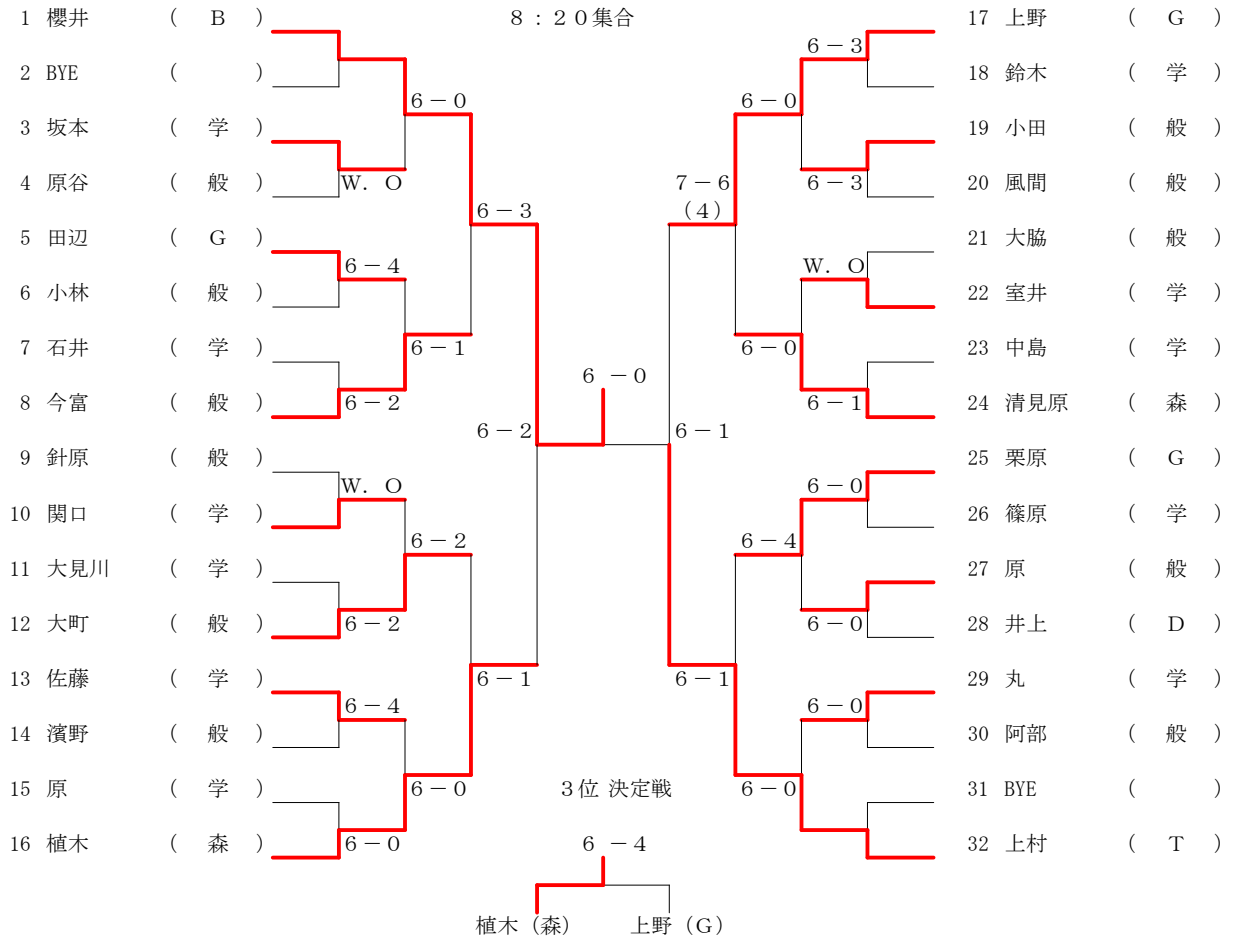 8:20集合
1 櫻井 ( B )
2 BYE ( )
3 坂本 ( 学 )
4 原谷 ( 般 )
5 田辺 ( G )
6 小林 ( 般 )
7 石井 ( 学 )
8 今富 ( 般 )
9 針原 ( 般 )
10 関口 ( 学 )
11 大見川 ( 学 )
12 大町 ( 般 )
13 佐藤 ( 学 )
14 濱野 ( 般 )
15 原 ( 学 )
16 植木 ( 森 )
W.O
6-4
6-2
W.O
6-2
6-4
6-0
6-0
6-1
6-2
6-0
6-3
6-1
6-2
6-0
6-1
7-6
(4)
6-1
6-0
6-0
6-4
6-0
6-3
6-3
W.O
6-1
6-0
6-0
6-0
17 上野 ( G )
18 鈴木 ( 学 )
19 小田 ( 般 )
20 風間 ( 般 )
21 大脇 ( 般 )
22 室井 ( 学 )
23 中島 ( 学 )
24 清見原 ( 森 )
25 栗原 ( G )
26 篠原 ( 学 )
27 原 ( 般 )
28 井上 ( D )
29 丸 ( 学 )
30 阿部 ( 般 )
31 BYE ( )
32 上村 ( T )
3位 決定戦
6-4
植木(森) 上野(G)